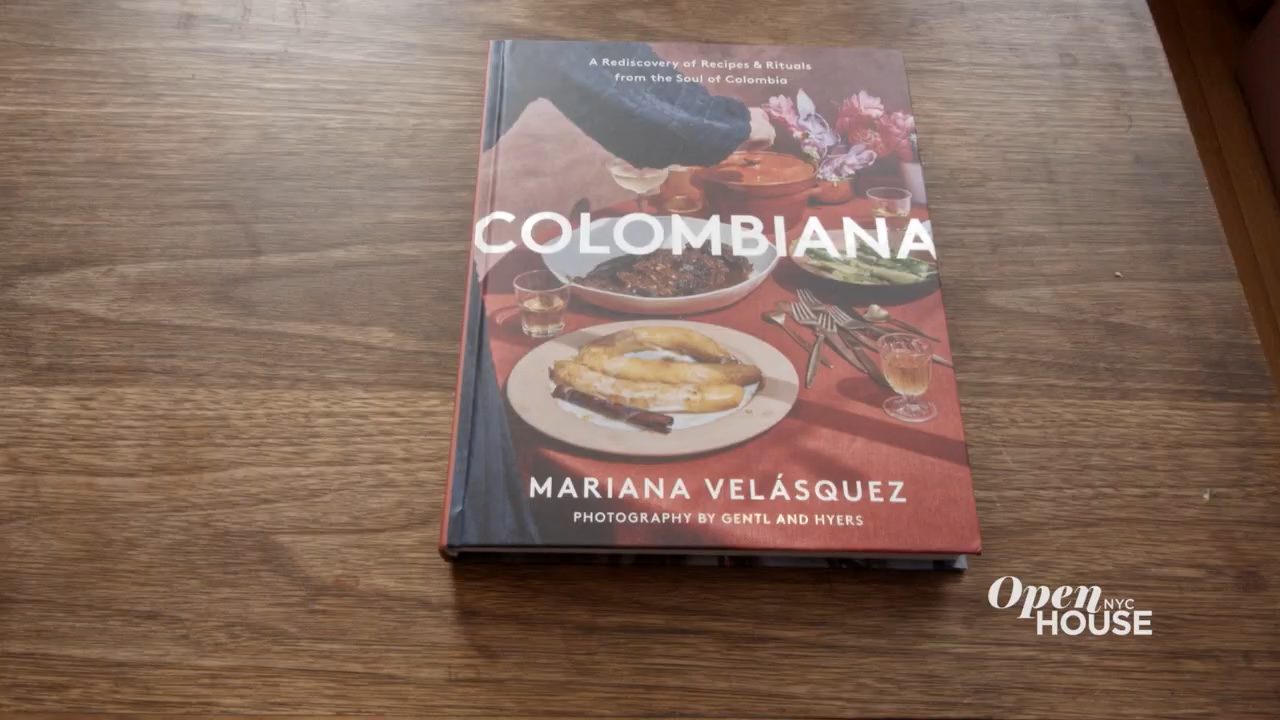 A Rediscovery of Recipes & Rituals
from the Soul of Colombia
COLOMBIANA
MARIANA VELÁSQUEZ
PHOTOGRAPHY BY GENTL AND HYERS
Open NYC
HOUSE